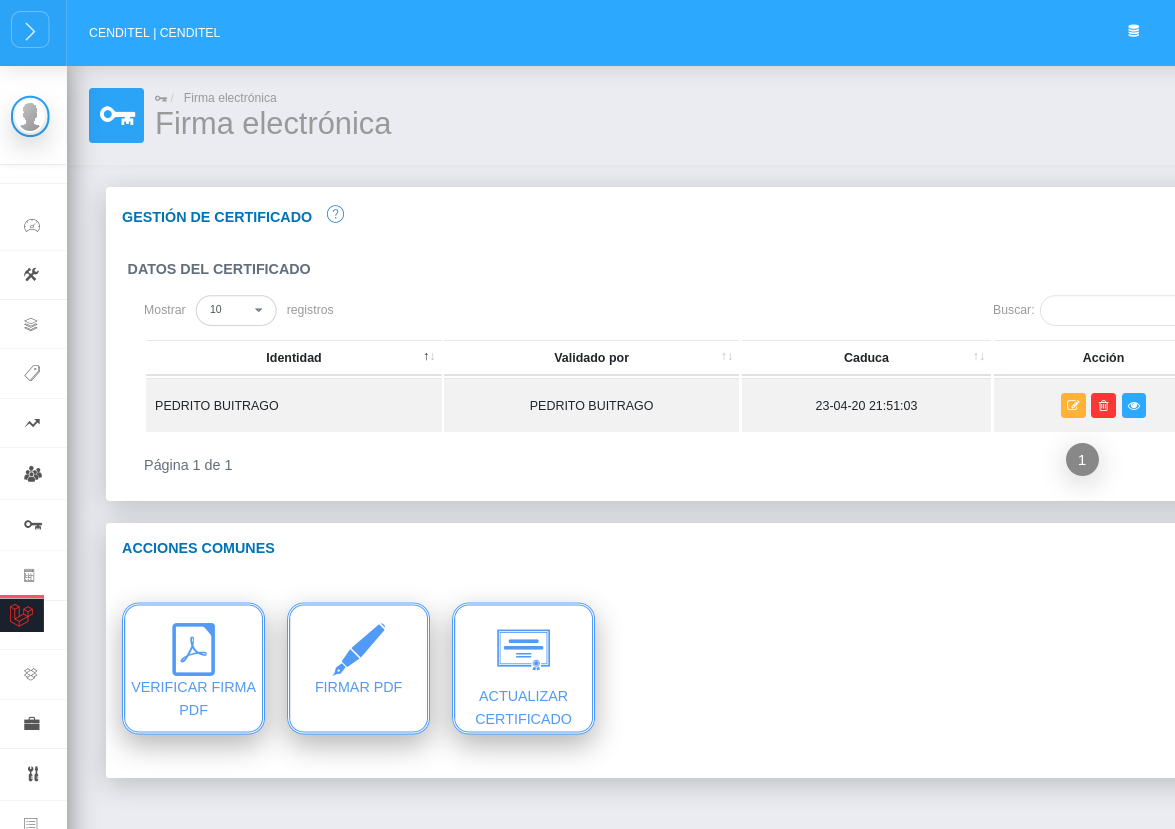 CENDITEL | CENDITEL
/ Firma electrónica
Firma electrónica
GESTIÓN DE CERTIFICADO ?
DATOS DEL CERTIFICADO
Mostrar 10 registros Buscar:
Identidad ↑↓ Validado por ↑↓ Caduca ↑↓ Acción
PEDRITO BUITRAGO PEDRITO BUITRAGO 23-04-20 21:51:03
Página 1 de 1 1
ACCIONES COMUNES
VERIFICAR FIRMA
PDF
FIRMAR PDF
ACTUALIZAR
CERTIFICADO